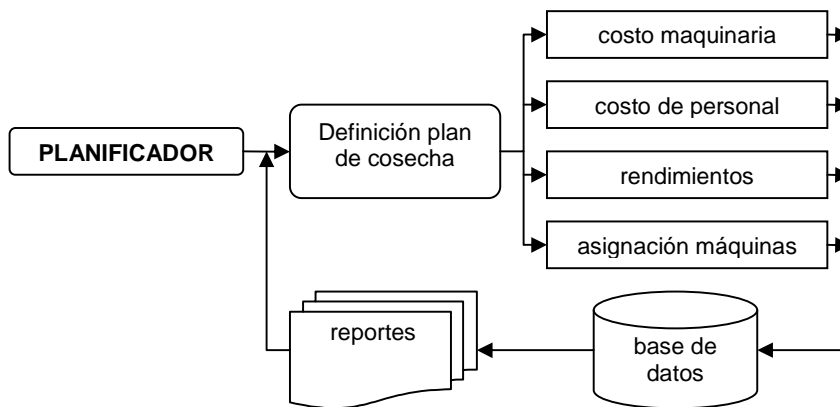 costo maquinaria
costo de personal
PLANIFICADOR
Definición plan
de cosecha
rendimientos
asignación máquinas
reportes
base de
datos